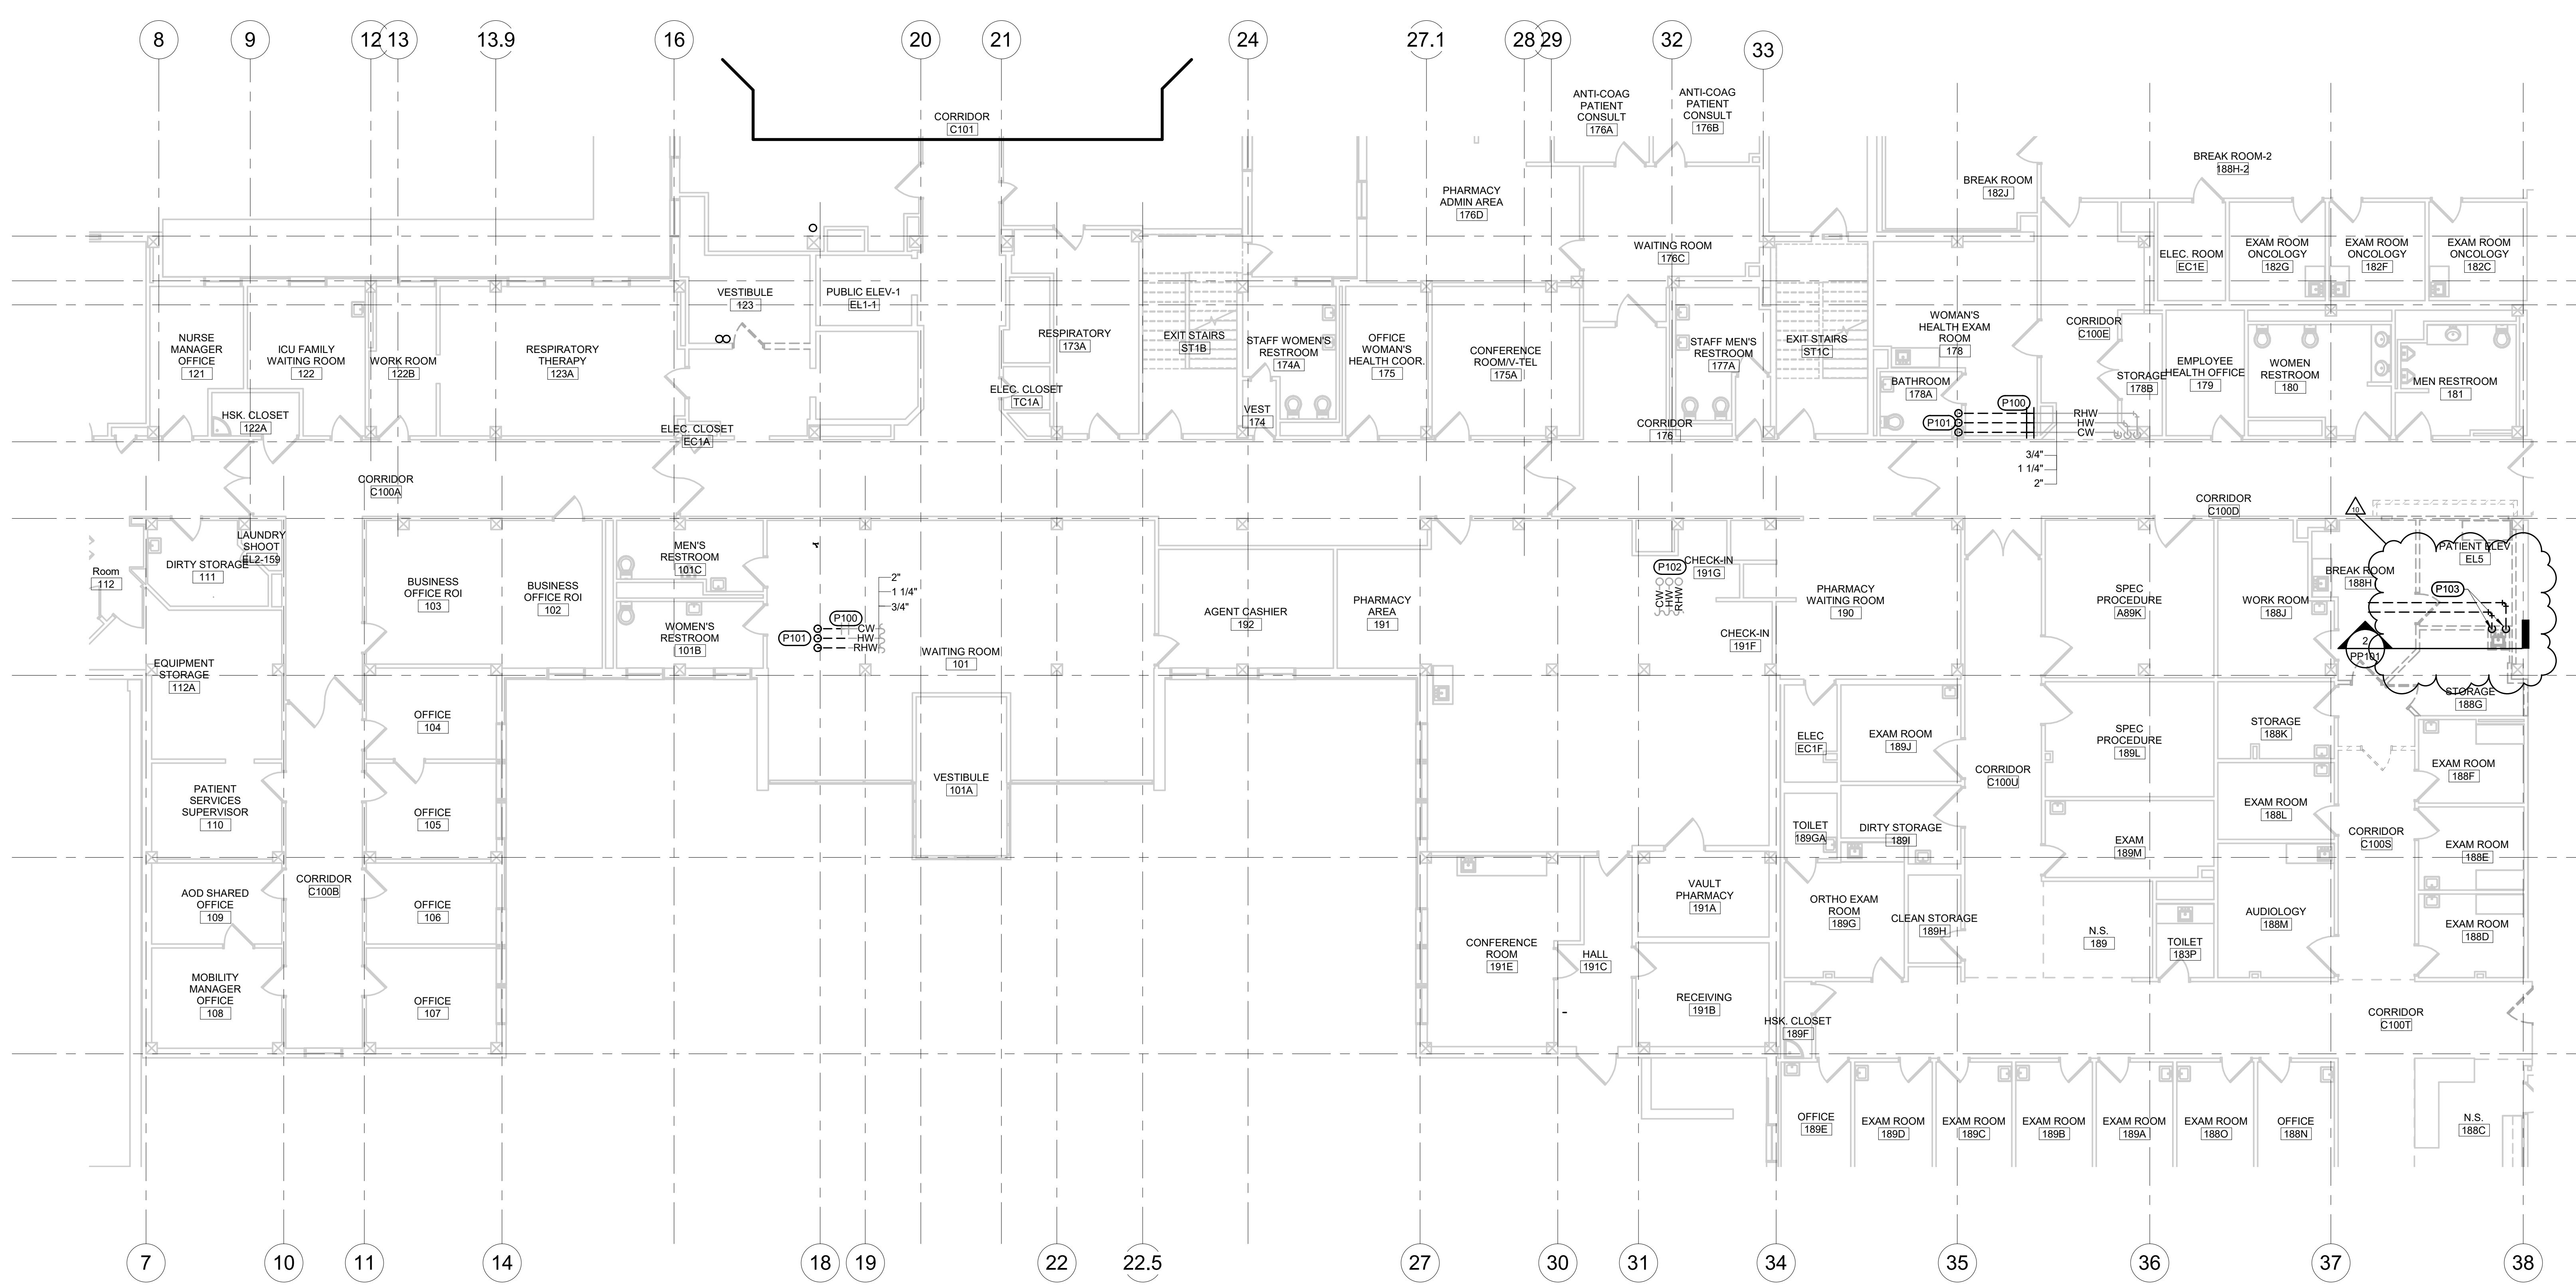 8
9
12
13
13.9
16
20
21
24
27.1
28
29
32
33
CORRIDOR
C101
ANTI-COAG
PATIENT
CONSULT
176A
ANTI-COAG
PATIENT
CONSULT
176B
BREAK ROOM-2
188H-2
BREAK ROOM
182J
PHARMACY
ADMIN AREA
176D
WAITING ROOM
176C
ELEC. ROOM
EC1E
EXAM ROOM
ONCOLOGY
182G
EXAM ROOM
ONCOLOGY
182F
EXAM ROOM
ONCOLOGY
182C
VESTIBULE
123
PUBLIC ELEV-1
EL1-1
NURSE
MANAGER
OFFICE
121
ICU FAMILY
WAITING ROOM
122
WORK ROOM
122B
RESPIRATORY
THERAPY
123A
RESPIRATORY
173A
EXIT STAIRS
ST1B
STAFF WOMEN'S
RESTROOM
174A
OFFICE
WOMAN'S
HEALTH COOR.
175
CONFERENCE
ROOM/V-TEL
175A
STAFF MEN'S
RESTROOM
177A
EXIT STAIRS
ST1C
WOMAN'S
HEALTH EXAM
ROOM
178
CORRIDOR
C100E
STORAGE
178B
EMPLOYEE
HEALTH OFFICE
179
WOMEN
RESTROOM
180
MEN RESTROOM
181
BATHROOM
178A
ELEC. CLOSET
TC1A
HSK. CLOSET
122A
ELEC. CLOSET
EC1A
VEST
174
CORRIDOR
176
P100
P101
RHW
HW
CW
3/4"
1 1/4"
2"
CORRIDOR
C100A
CORRIDOR
C100D
10
LAUNDRY
SHOOT
EL2-159
DIRTY STORAGE
111
Room
112
BUSINESS
OFFICE ROI
103
BUSINESS
OFFICE ROI
102
MEN'S
RESTROOM
101C
WOMEN'S
RESTROOM
101B
2"
1 1/4"
3/4"
P100
P101
CW
HW
RHW
WAITING ROOM
101
AGENT CASHIER
192
PHARMACY
AREA
191
P102
CW
HW
RHW
CHECK-IN
191G
CHECK-IN
191F
PHARMACY
WAITING ROOM
190
SPEC
PROCEDURE
A89K
WORK ROOM
188J
BREAK ROOM
188H
PATIENT ELEV
EL5
P103
2
PP101
STORAGE
188G
EQUIPMENT
STORAGE
112A
OFFICE
104
ELEC
EC1F
EXAM ROOM
189J
SPEC
PROCEDURE
189L
STORAGE
188K
EXAM ROOM
188F
CORRIDOR
C100U
VESTIBULE
101A
PATIENT
SERVICES
SUPERVISOR
110
OFFICE
105
TOILET
189GA
DIRTY STORAGE
189I
EXAM
189M
EXAM ROOM
188L
CORRIDOR
C100S
EXAM ROOM
188E
CORRIDOR
C100B
AOD SHARED
OFFICE
109
OFFICE
106
VAULT
PHARMACY
191A
ORTHO EXAM
ROOM
189G
CLEAN STORAGE
189H
N.S.
189
TOILET
183P
AUDIOLOGY
188M
EXAM ROOM
188D
CONFERENCE
ROOM
191E
HALL
191C
MOBILITY
MANAGER
OFFICE
108
OFFICE
107
RECEIVING
191B
HSK. CLOSET
189F
CORRIDOR
C100T
OFFICE
189E
EXAM ROOM
189D
EXAM ROOM
189C
EXAM ROOM
189B
EXAM ROOM
189A
EXAM ROOM
188O
OFFICE
188N
N.S.
188C
7
10
11
14
18
19
22
22.5
27
30
31
34
35
36
37
38